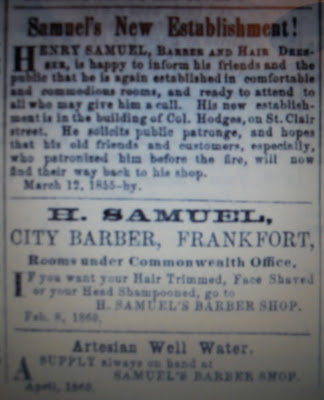 Samuel's New Establishment!
HENRY SAMUEL, BARBER AND HAIR DRES-
SER, is happy to inform his friends and the
public that he is again established in comfortable
and commodious rooms, and ready to attend to
all who may give him a call. His new establish-
ment is in the building of Col. Hodges, on St. Clair
street. He solicits public patronge, and hopes
that his old friends and customers, especially,
who patronized him before the fire, will now
find their way back to his shop.
March 12, 1855-by.
H. SAMUEL,
CITY BARBER, FRANKFORT,
Rooms under Commonwealth Office.
IF you want your Hair Trimmed, Face Shaved
or your Head Shampooned, go to
H. SAMUEL'S BARBER SHOP.
Feb. 8, 1860.
Artesian Well Water.
A SUPPLY always on hand at
SAMUEL'S BARBER SHOP.
April, 1860.